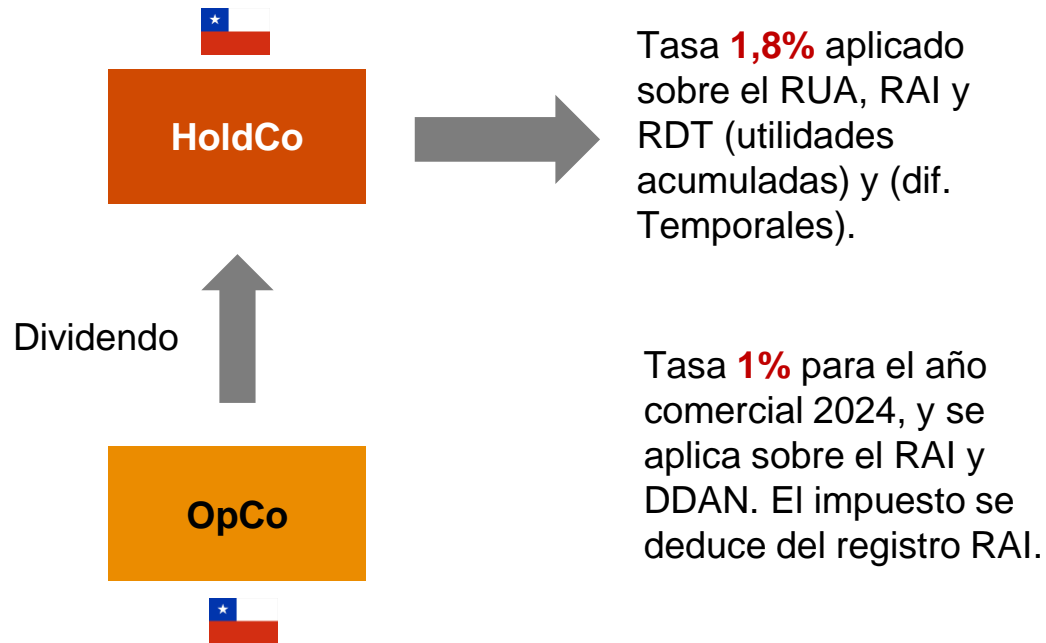 HoldCo
Tasa 1,8% aplicado
sobre el RUA, RAI y
RDT (utilidades
acumuladas) y (dif.
Temporales).
Dividendo
OpCo
Tasa 1% para el año
comercial 2024, y se
aplica sobre el RAI y
DDAN. El impuesto se
deduce del registro RAI.